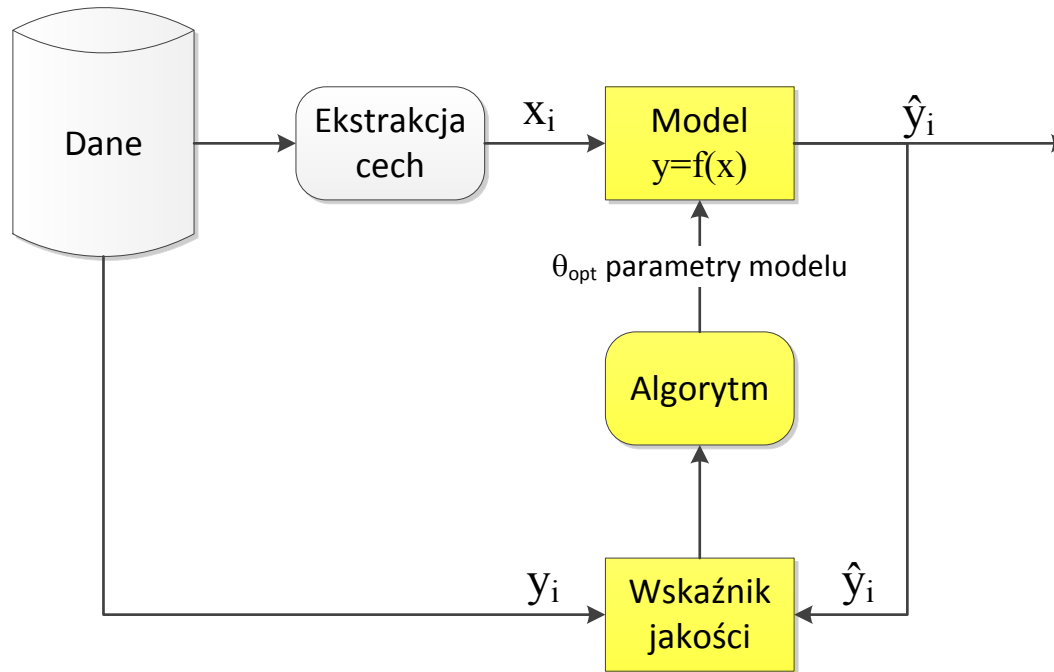 Dane
Ekstrakcja
cech
xᵢ
Model
y=f(x)
ŷᵢ
θₒₚₜ parametry modelu
Algorytm
yᵢ
Wskaźnik
jakości
ŷᵢ